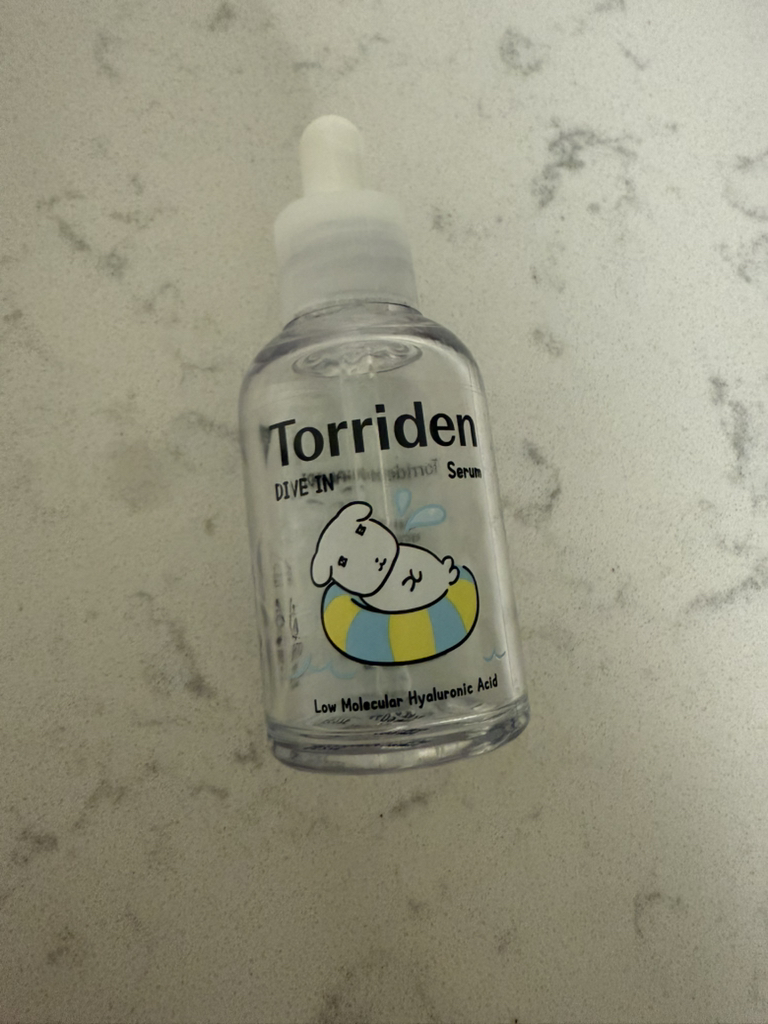 Torriden
DIVE IN Serum
Low Molecular Hyaluronic Acid